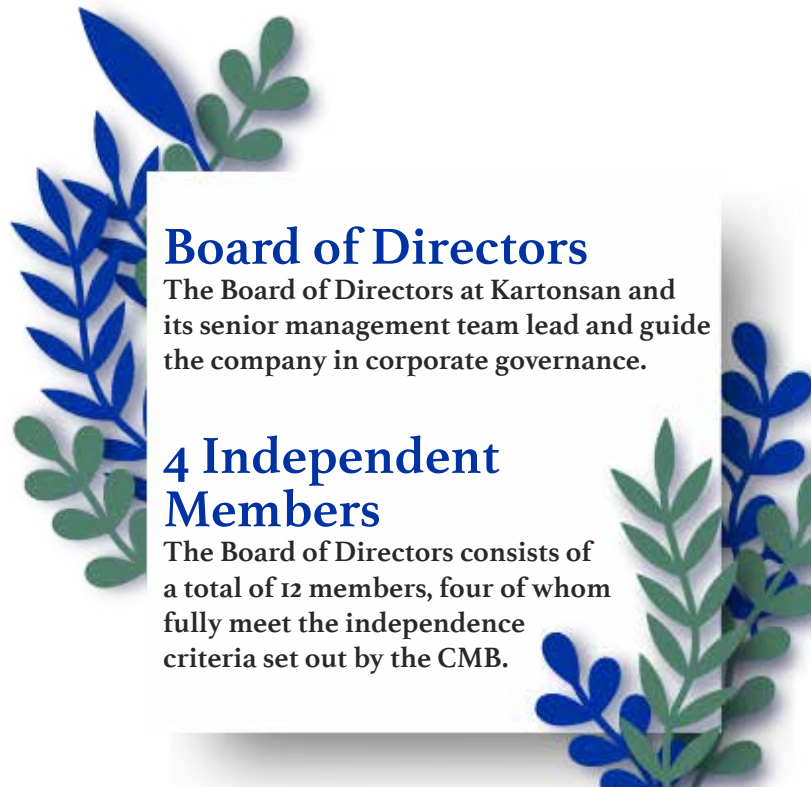 Board of Directors
The Board of Directors at Kartonsan and
its senior management team lead and guide
the company in corporate governance.
4 Independent
Members
The Board of Directors consists of
a total of 12 members, four of whom
fully meet the independence
criteria set out by the CMB.